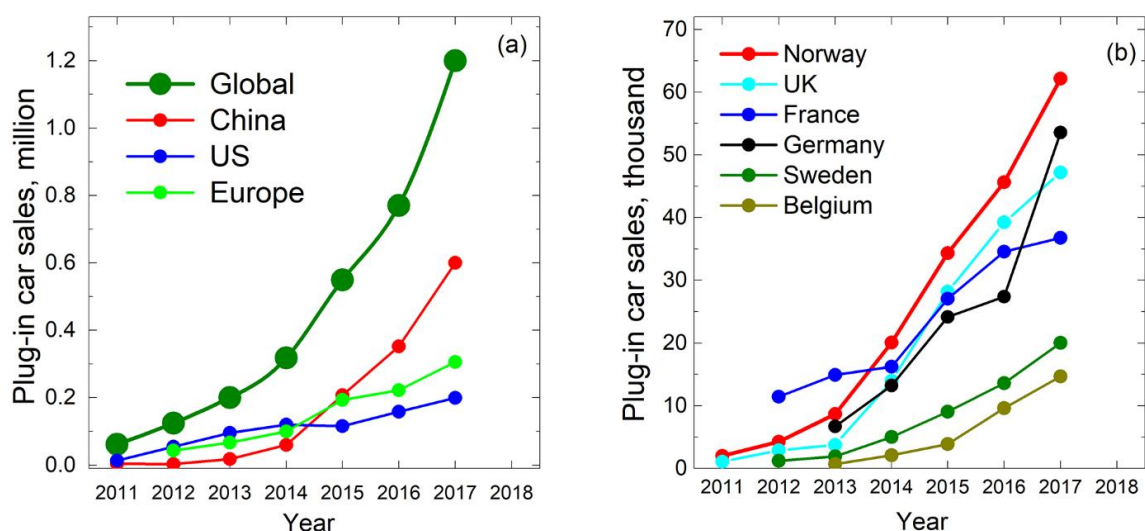 (a)
Global
China
US
Europe
Plug-in car sales, million
1.2
1.0
0.8
0.6
0.4
0.2
0.0
2011 2012 2013 2014 2015 2016 2017 2018
Year
(b)
Norway
UK
France
Germany
Sweden
Belgium
Plug-in car sales, thousand
70
60
50
40
30
20
10
0
2011 2012 2013 2014 2015 2016 2017 2018
Year